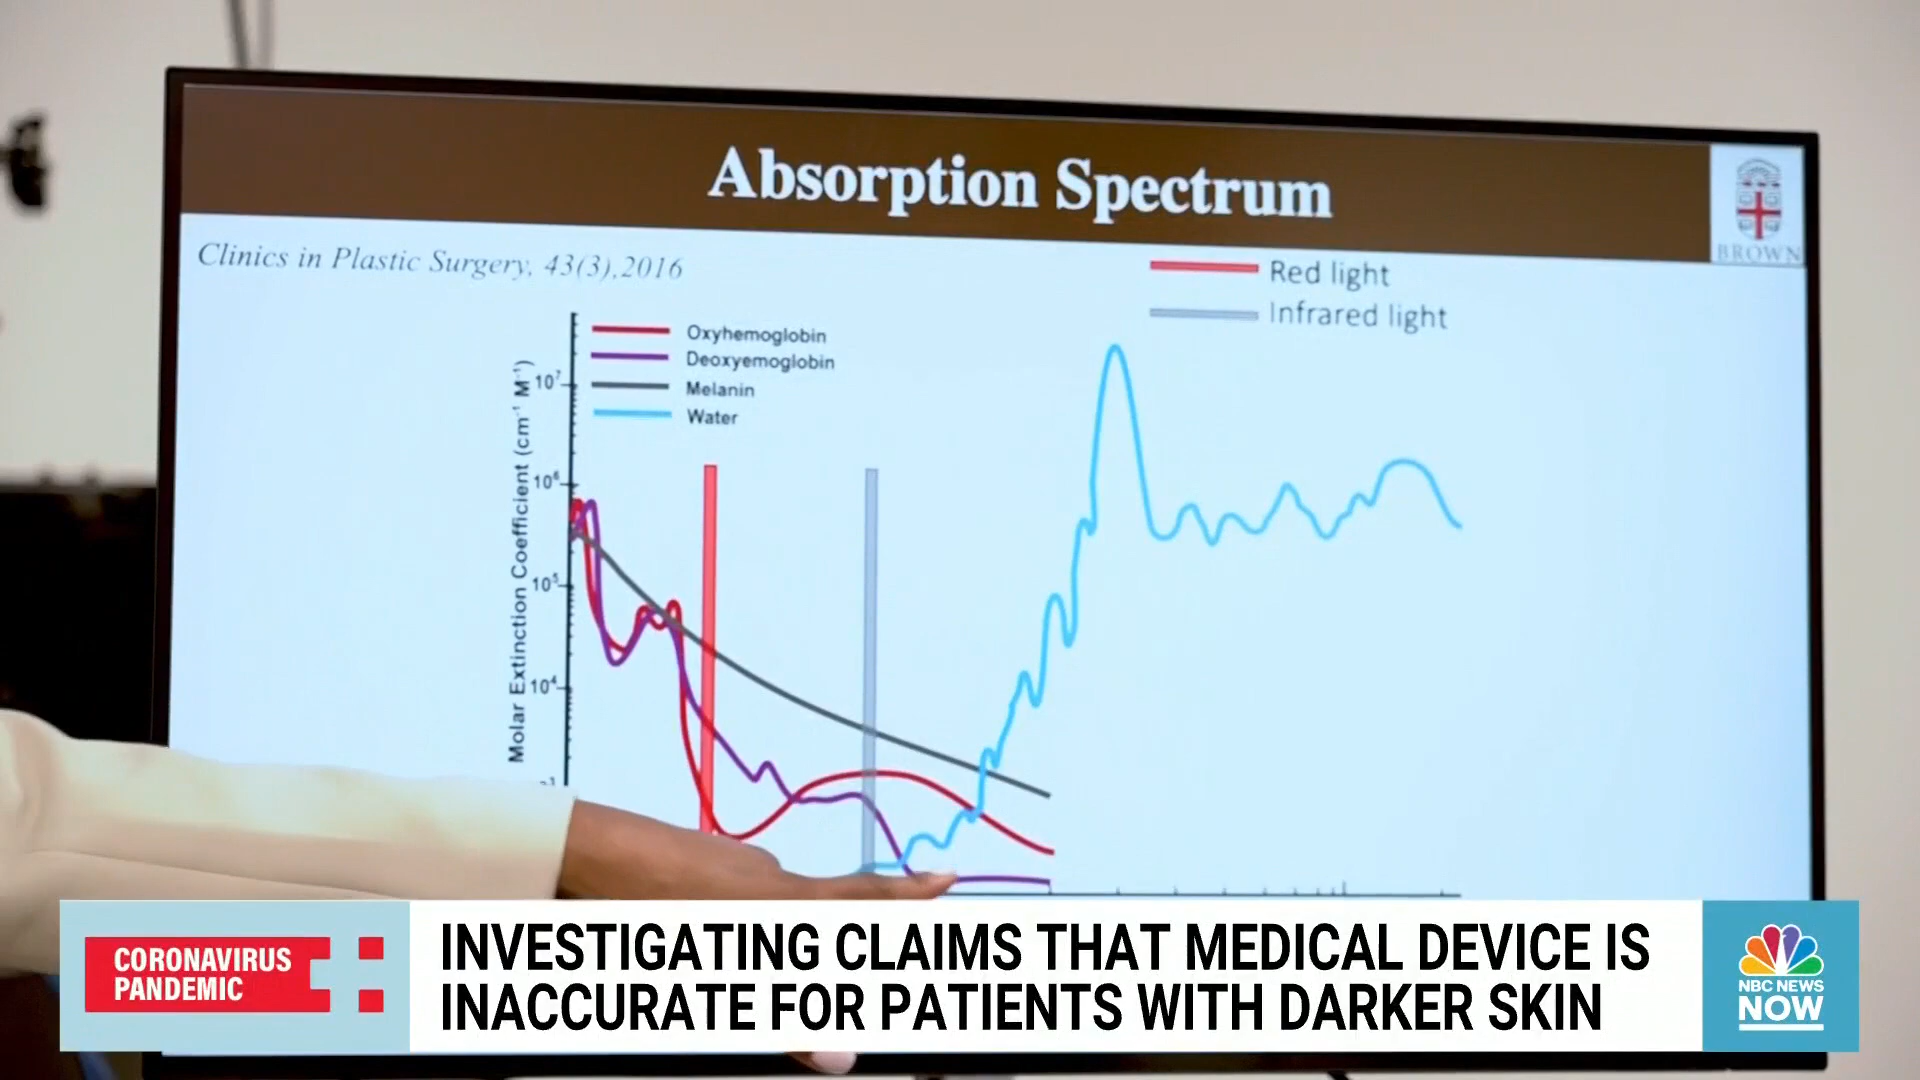 Absorption Spectrum
BROWN
Clinics in Plastic Surgery, 43(3),2016
Red light
Infrared light
Oxyhemoglobin
Deoxyemoglobin
Melanin
Water
Molar Extinction Coefficient (cm⁻¹ M⁻¹)
10⁷
10⁶
10⁵
10⁴
CORONAVIRUS
PANDEMIC
INVESTIGATING CLAIMS THAT MEDICAL DEVICE IS
INACCURATE FOR PATIENTS WITH DARKER SKIN
NBC NEWS
NOW